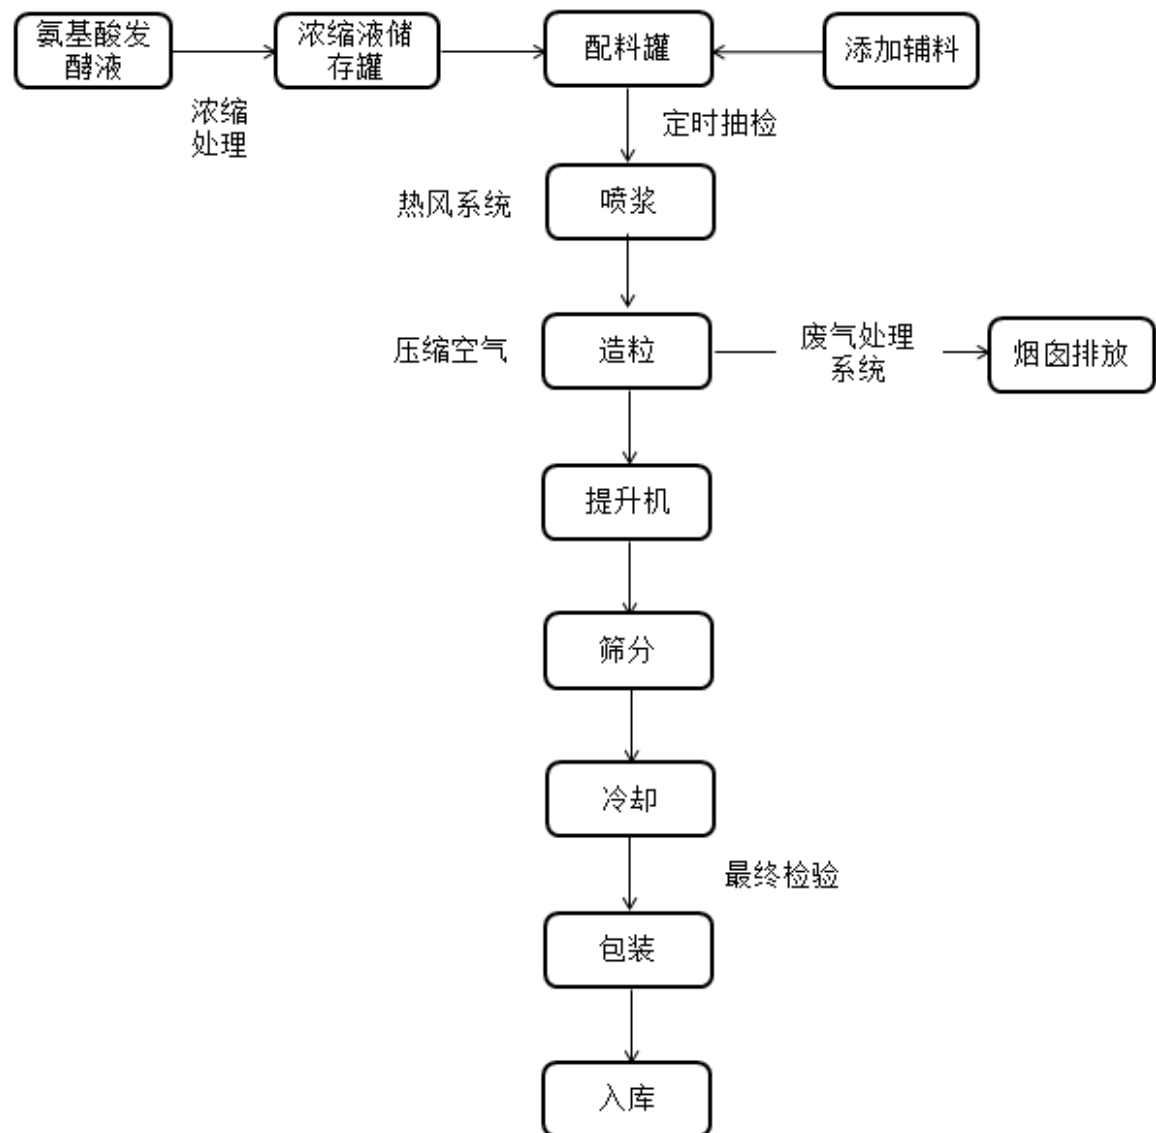 氨基酸发
酵液
浓缩液储
存罐
配料罐
添加辅料
浓缩
处理
定时抽检
热风系统
喷浆
压缩空气
造粒
废气处理
系统
烟囱排放
提升机
筛分
冷却
最终检验
包装
入库